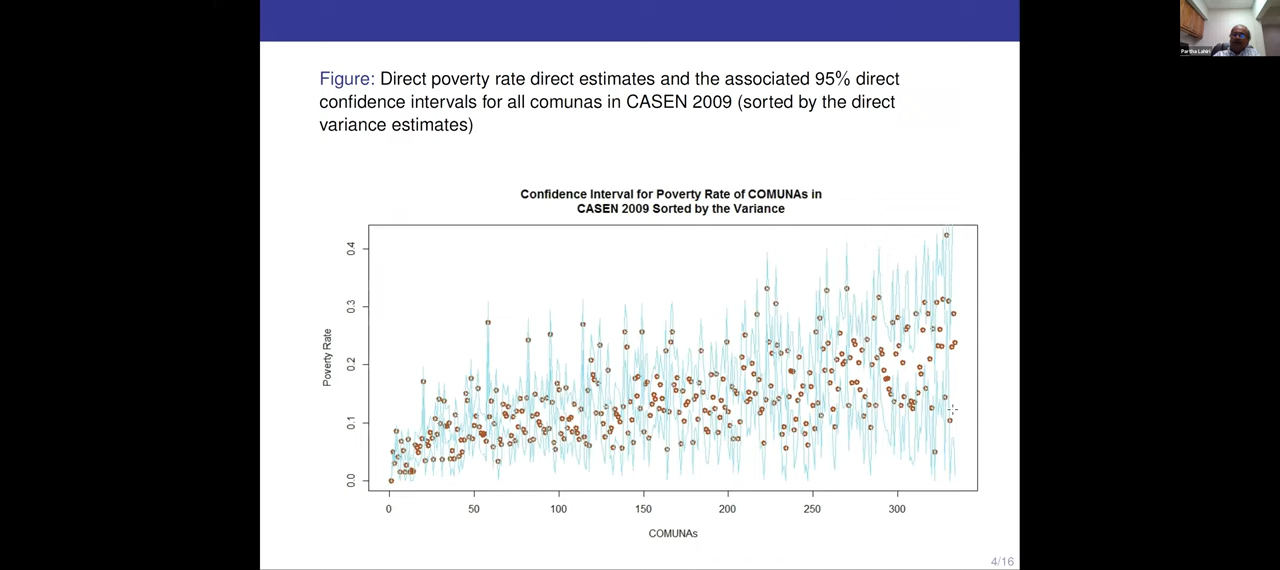 Figure: Direct poverty rate direct estimates and the associated 95% direct
confidence intervals for all comunas in CASEN 2009 (sorted by the direct
variance estimates)
Confidence Interval for Poverty Rate of COMUNAs in
CASEN 2009 Sorted by the Variance
Poverty Rate
0.4
0.3
0.2
0.1
0.0
0 50 100 150 200 250 300
COMUNAs
4/16
Partha Lahiri